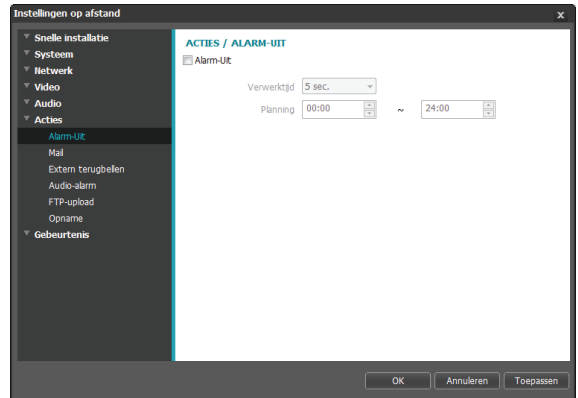 Instellingen op afstand
x
Snelle installatie
Systeem
Netwerk
Video
Audio
Acties
Alarm-Uit
Mail
Extern terugbellen
Audio-alarm
FTP-upload
Opname
Gebeurtenis
ACTIES / ALARM-UIT
Alarm-Uit
Verwerktijd 5 sec.
Planning 00:00 ~ 24:00
OK Annuleren Toepassen